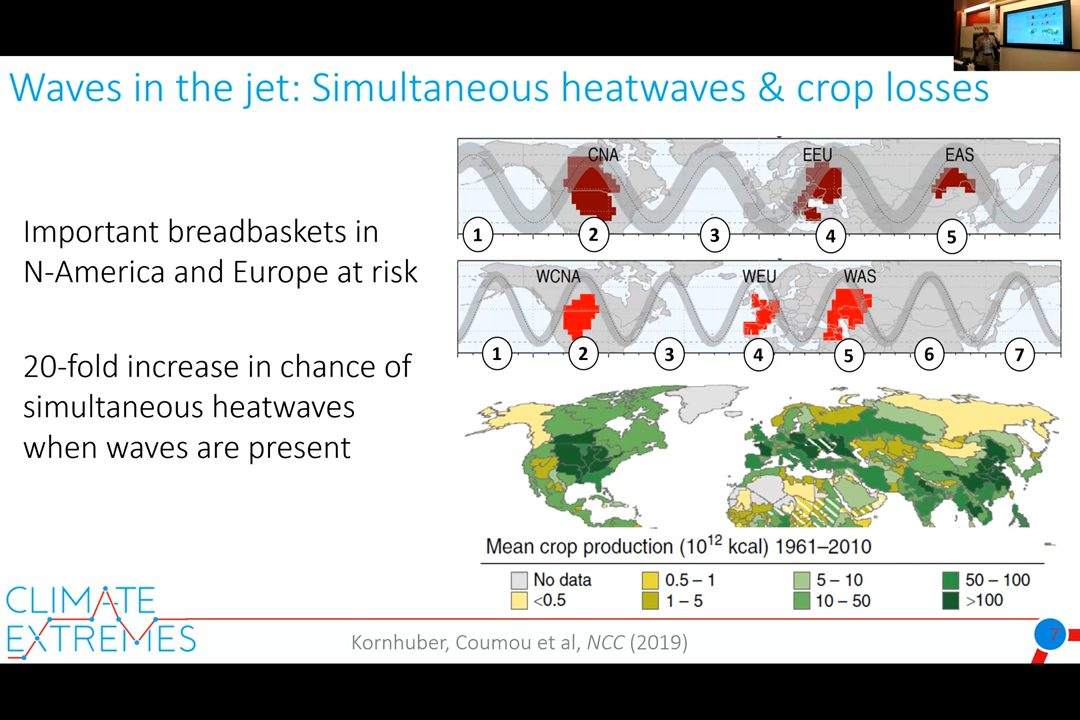 Waves in the jet: Simultaneous heatwaves & crop losses
Important breadbaskets in
N-America and Europe at risk
20-fold increase in chance of
simultaneous heatwaves
when waves are present
CNA EEU EAS
1 2 3 4 5
WCNA WEU WAS
1 2 3 4 5 6 7
Mean crop production (10¹² kcal) 1961–2010
No data 0.5 – 1 5 – 10 50 – 100
<0.5 1 – 5 10 – 50 >100
CLIMATE
EXTREMES
Kornhuber, Coumou et al, NCC (2019)
7